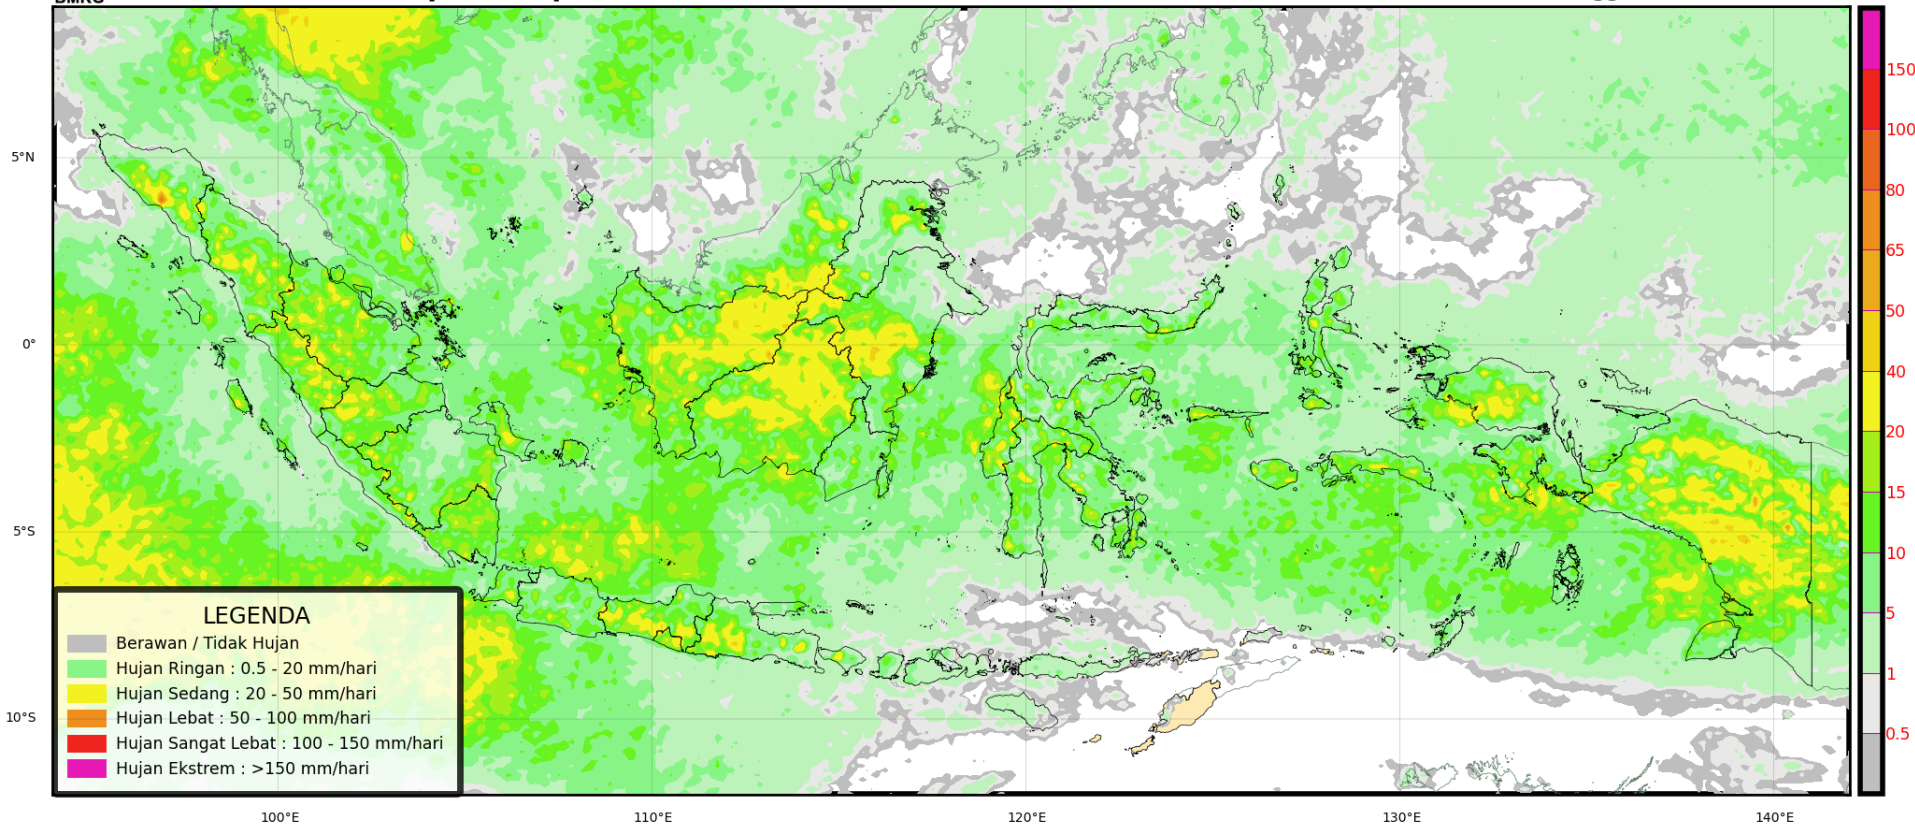 BMKG
5°N
0°
5°S
10°S
100°E
110°E
120°E
130°E
140°E
LEGENDA
Berawan / Tidak Hujan
Hujan Ringan : 0.5 - 20 mm/hari
Hujan Sedang : 20 - 50 mm/hari
Hujan Lebat : 50 - 100 mm/hari
Hujan Sangat Lebat : 100 - 150 mm/hari
Hujan Ekstrem : >150 mm/hari
150
100
80
65
50
40
20
15
10
5
1
0.5